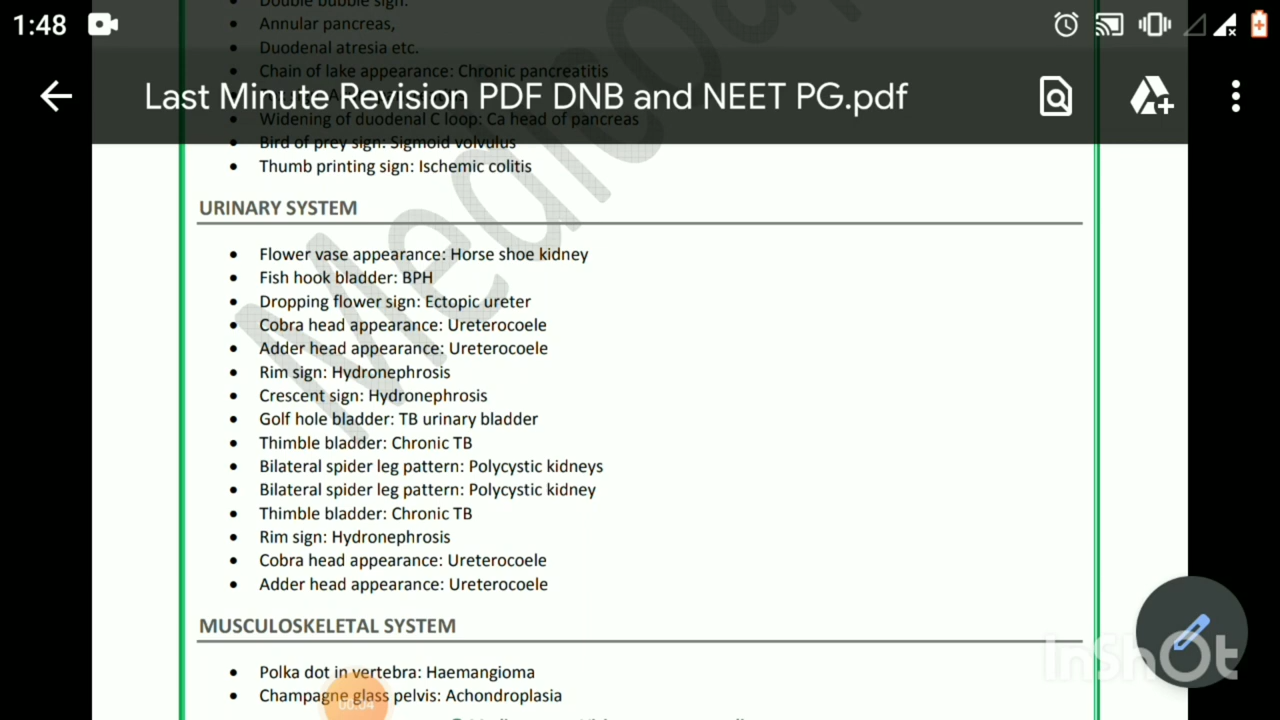 1:48
Double bubble sign.
Annular pancreas,
Duodenal atresia etc.
Chain of lake appearance: Chronic pancreatitis
Last Minute Revision PDF DNB and NEET PG.pdf
Widening of duodenal C loop: Ca head of pancreas
Bird of prey sign: Sigmoid volvulus
Thumb printing sign: Ischemic colitis
URINARY SYSTEM
Flower vase appearance: Horse shoe kidney
Fish hook bladder: BPH
Dropping flower sign: Ectopic ureter
Cobra head appearance: Ureterocoele
Adder head appearance: Ureterocoele
Rim sign: Hydronephrosis
Crescent sign: Hydronephrosis
Golf hole bladder: TB urinary bladder
Thimble bladder: Chronic TB
Bilateral spider leg pattern: Polycystic kidneys
Bilateral spider leg pattern: Polycystic kidney
Thimble bladder: Chronic TB
Rim sign: Hydronephrosis
Cobra head appearance: Ureterocoele
Adder head appearance: Ureterocoele
MUSCULOSKELETAL SYSTEM
Polka dot in vertebra: Haemangioma
Champagne glass pelvis: Achondroplasia
00:04
InShOt